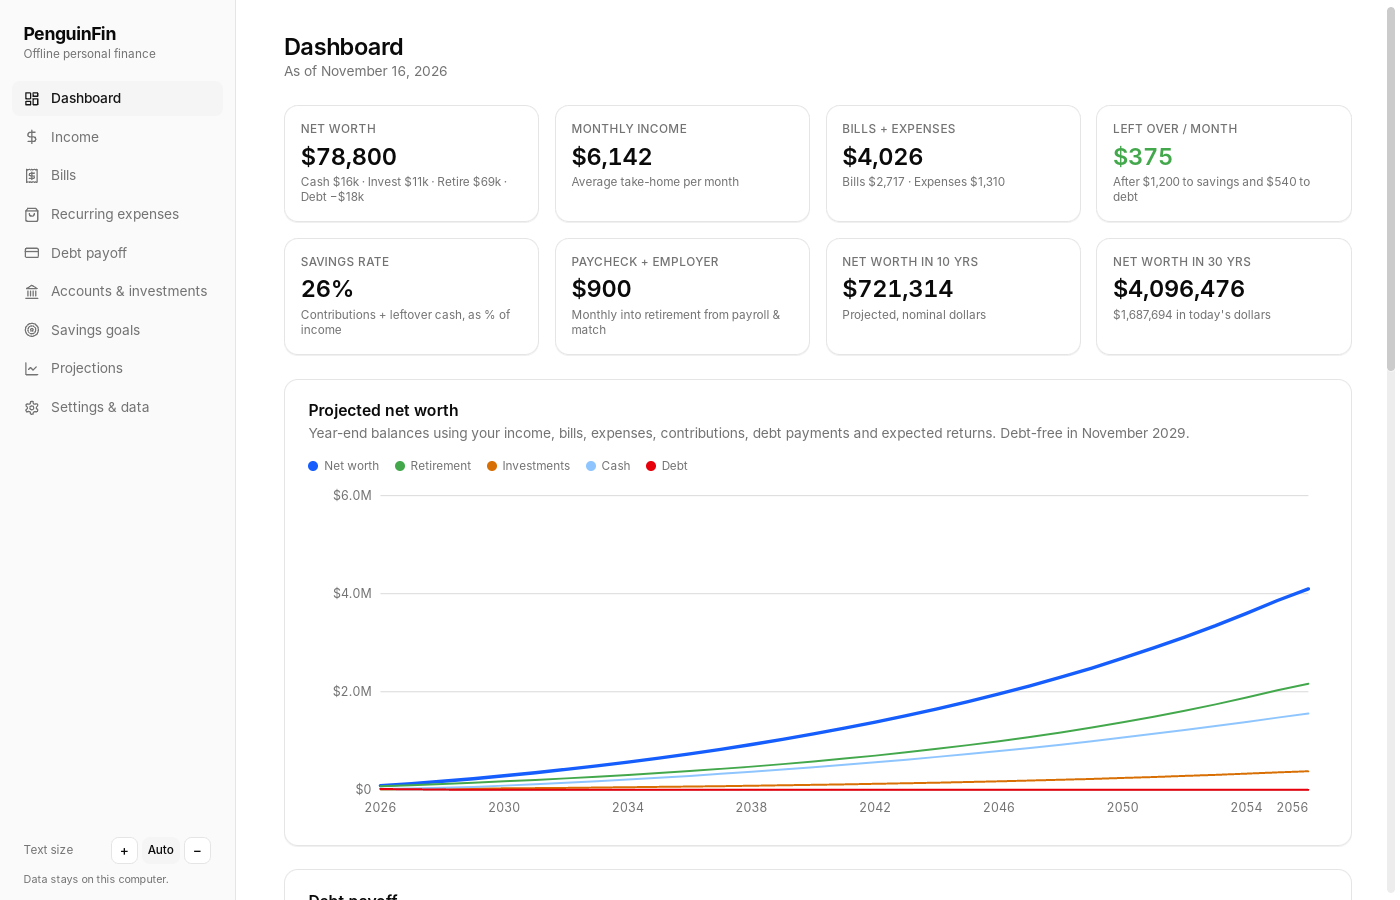 PenguinFin
Offline personal finance
Dashboard
Income
Bills
Recurring expenses
Debt payoff
Accounts & investments
Savings goals
Projections
Settings & data
Text size
+
Auto
−
Data stays on this computer.
Dashboard
As of November 16, 2026
NET WORTH
$78,800
Cash $16k · Invest $11k · Retire $69k ·
Debt −$18k
MONTHLY INCOME
$6,142
Average take-home per month
BILLS + EXPENSES
$4,026
Bills $2,717 · Expenses $1,310
LEFT OVER / MONTH
$375
After $1,200 to savings and $540 to
debt
SAVINGS RATE
26%
Contributions + leftover cash, as % of
income
PAYCHECK + EMPLOYER
$900
Monthly into retirement from payroll &
match
NET WORTH IN 10 YRS
$721,314
Projected, nominal dollars
NET WORTH IN 30 YRS
$4,096,476
$1,687,694 in today's dollars
Projected net worth
Year-end balances using your income, bills, expenses, contributions, debt payments and expected returns. Debt-free in November 2029.
Net worth Retirement Investments Cash Debt
$6.0M
$4.0M
$2.0M
$0
2026 2030 2034 2038 2042 2046 2050 2054 2056
Debt payoff